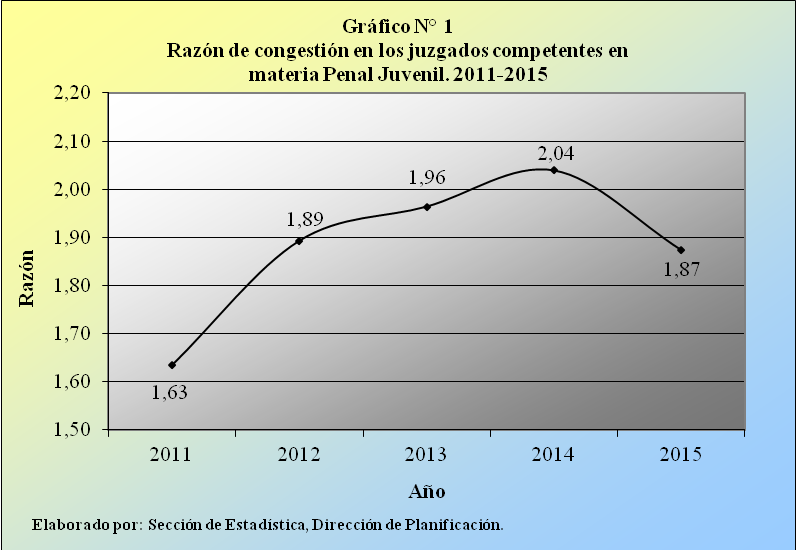 Gráfico N° 1
Razón de congestión en los juzgados competentes en
materia Penal Juvenil. 2011-2015
2,20
2,10
2,00
1,90
1,80
1,70
1,60
1,50
Razón
1,63
1,89
1,96
2,04
1,87
2011 2012 2013 2014 2015
Año
Elaborado por: Sección de Estadística, Dirección de Planificación.